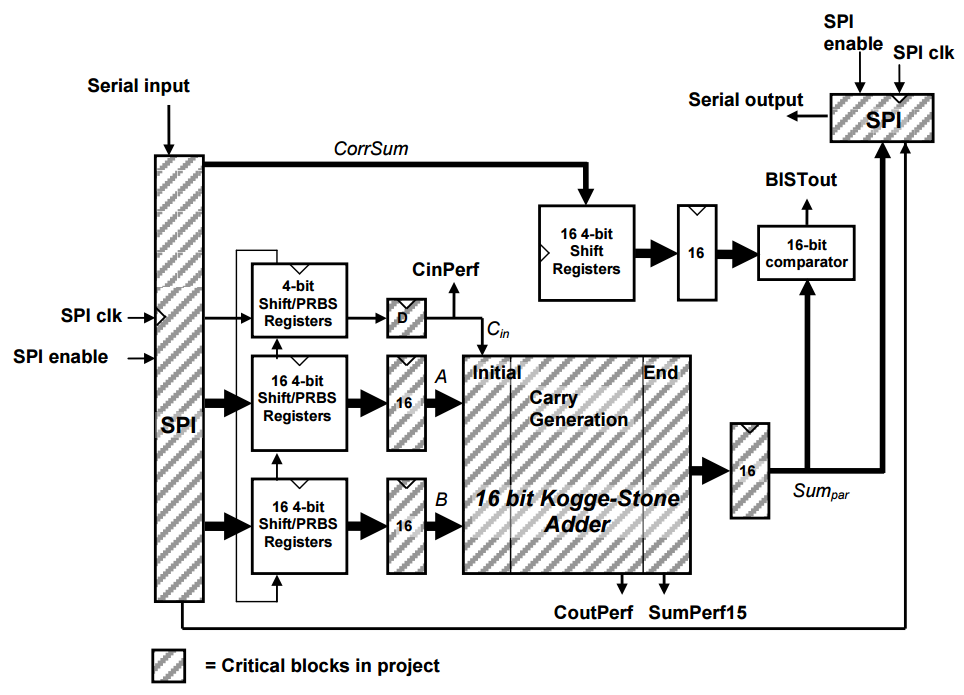 SPI
enable
SPI clk
Serial input
Serial output
SPI
CorrSum
BISTout
16 4-bit
Shift
Registers
16
16-bit
comparator
CinPerf
4-bit
Shift/PRBS
Registers
D
SPI clk
C in
SPI enable
16 4-bit
Shift/PRBS
Registers
16
A
Initial
End
Carry
Generation
SPI
16
16 4-bit
Shift/PRBS
Registers
16
B
16 bit Kogge-Stone
Adder
Sum par
CoutPerf
SumPerf15
= Critical blocks in project